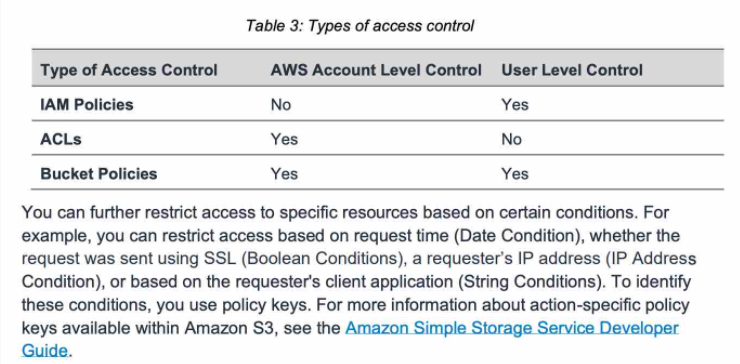 Table 3: Types of access control
Type of Access Control AWS Account Level Control User Level Control
IAM Policies No Yes
ACLs Yes No
Bucket Policies Yes Yes
You can further restrict access to specific resources based on certain conditions. For
example, you can restrict access based on request time (Date Condition), whether the
request was sent using SSL (Boolean Conditions), a requester's IP address (IP Address
Condition), or based on the requester's client application (String Conditions). To identify
these conditions, you use policy keys. For more information about action-specific policy
keys available within Amazon S3, see the Amazon Simple Storage Service Developer
Guide.